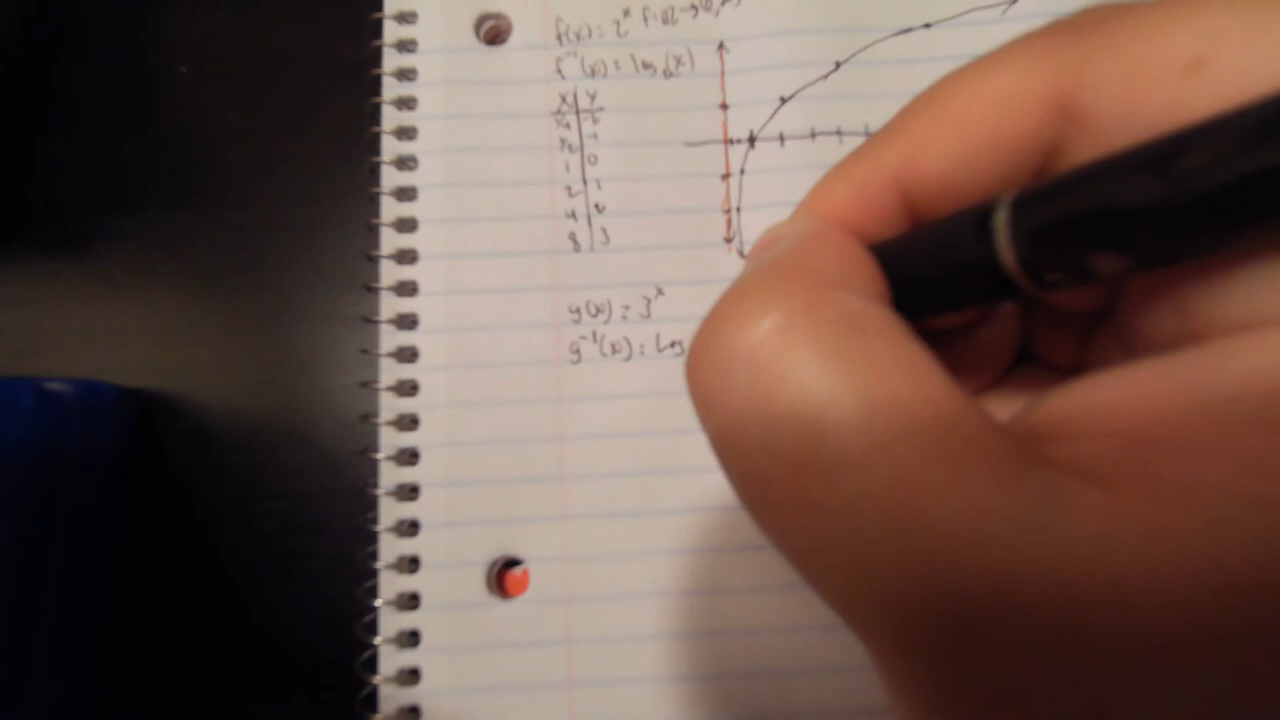 f(x) = 2^x f: ℝ → (0, ∞)
f^-1(x) = log_2(x)
X | Y
1/4 | -2
1/2 | -1
1 | 0
2 | 1
4 | 2
8 | 3
g(x) = 3^x
g^-1(x) = log